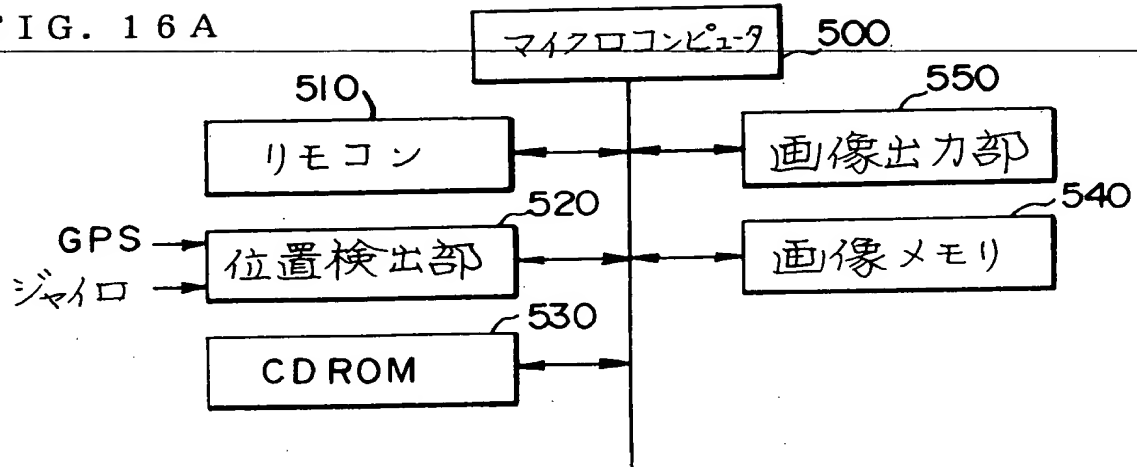 FIG. 16A
マイクロコンピュータ 500
510
リモコン
550
画像出力部
520
GPS
ジャイロ
位置検出部
540
画像メモリ
530
CD ROM